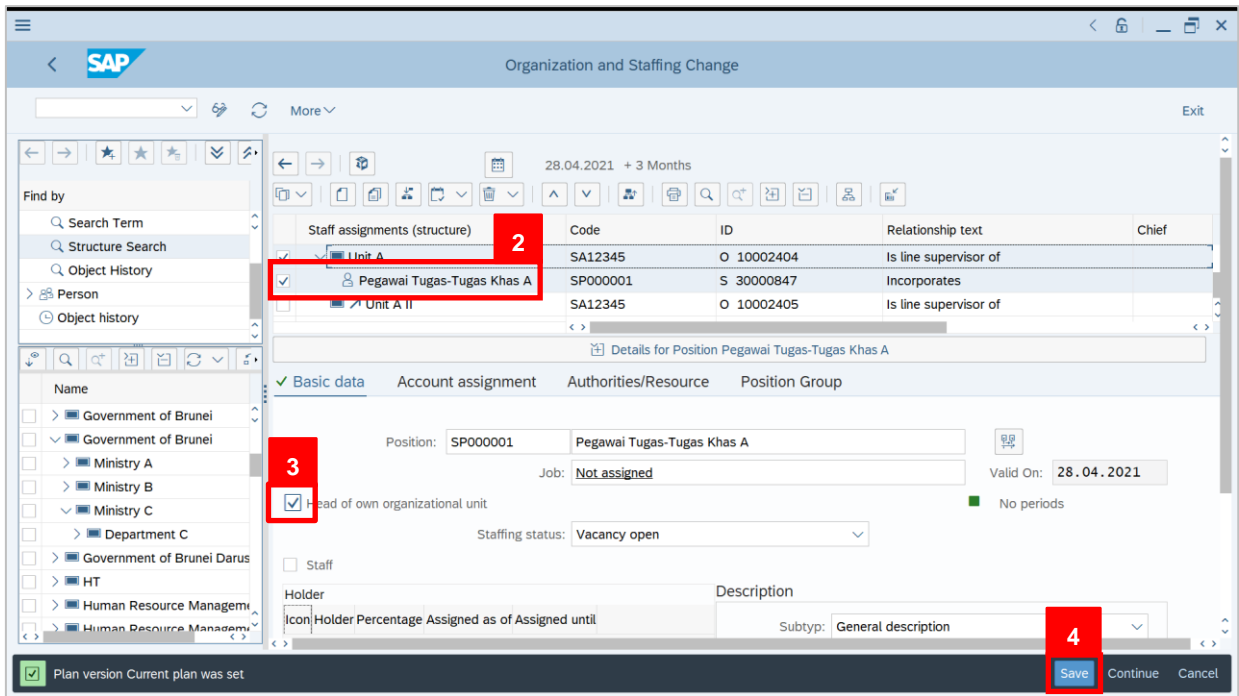 SAP
Organization and Staffing Change
More
Exit
28.04.2021 + 3 Months
Find by
Search Term
Structure Search
Object History
Person
Object history
Staff assignments (structure) Code ID Relationship text Chief
2
Unit A SA12345 O 10002404 Is line supervisor of
Pegawai Tugas-Tugas Khas A SP000001 S 30000847 Incorporates
Unit A II SA12345 O 10002405 Is line supervisor of
Details for Position Pegawai Tugas-Tugas Khas A
Name
Government of Brunei
Government of Brunei
Ministry A
Ministry B
Ministry C
Department C
Government of Brunei Darus
HT
Human Resource Manageme
Human Resource Manageme
Basic data Account assignment Authorities/Resource Position Group
Position: SP000001 Pegawai Tugas-Tugas Khas A
Job: Not assigned Valid On: 28.04.2021
3
Head of own organizational unit No periods
Staffing status: Vacancy open
Staff
Holder Description
Icon Holder Percentage Assigned as of Assigned until
Subtyp: General description
4
Plan version Current plan was set Save Continue Cancel